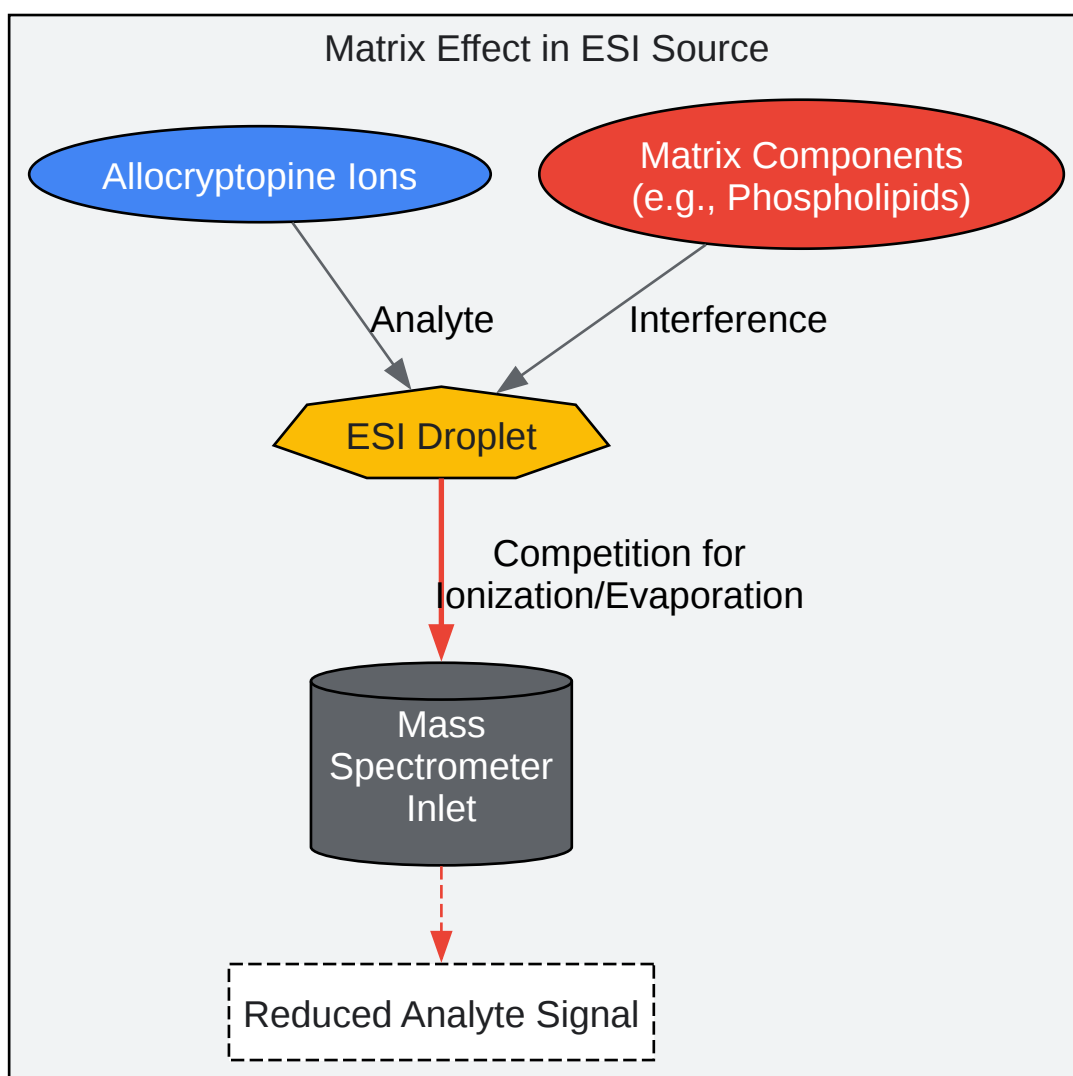 Matrix Effect in ESI Source
Allocryptopine Ions
Matrix Components
(e.g., Phospholipids)
Analyte
Interference
ESI Droplet
Competition for
Ionization/Evaporation
Mass
Spectrometer
Inlet
Reduced Analyte Signal